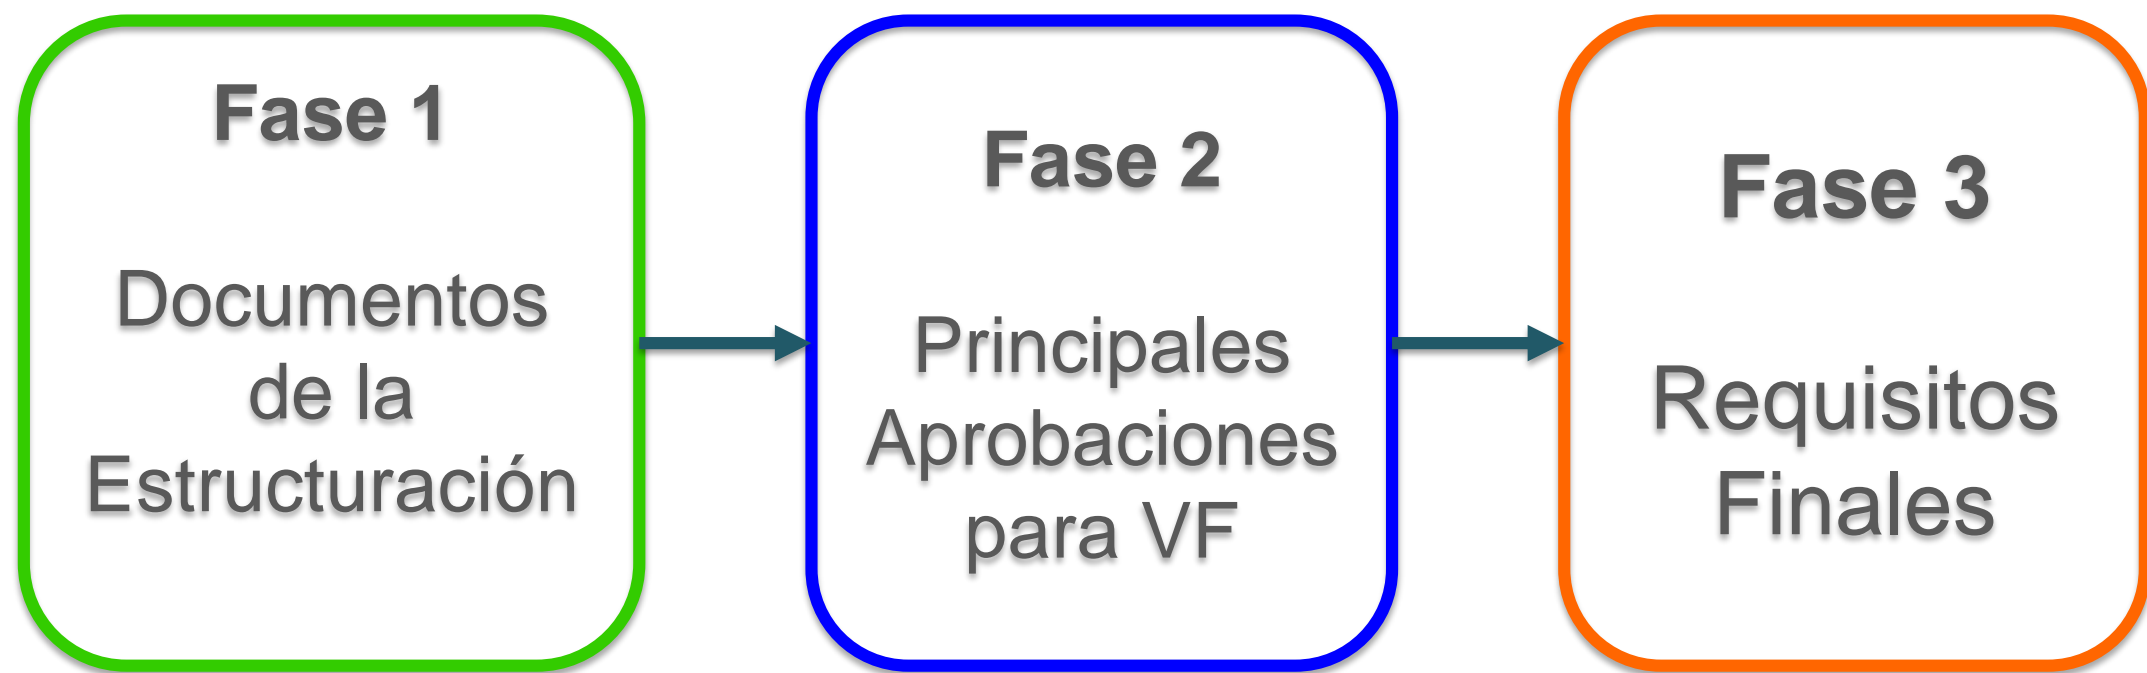 Fase 1
Documentos
de la
Estructuración
Fase 2
Principales
Aprobaciones
para VF
Fase 3
Requisitos
Finales